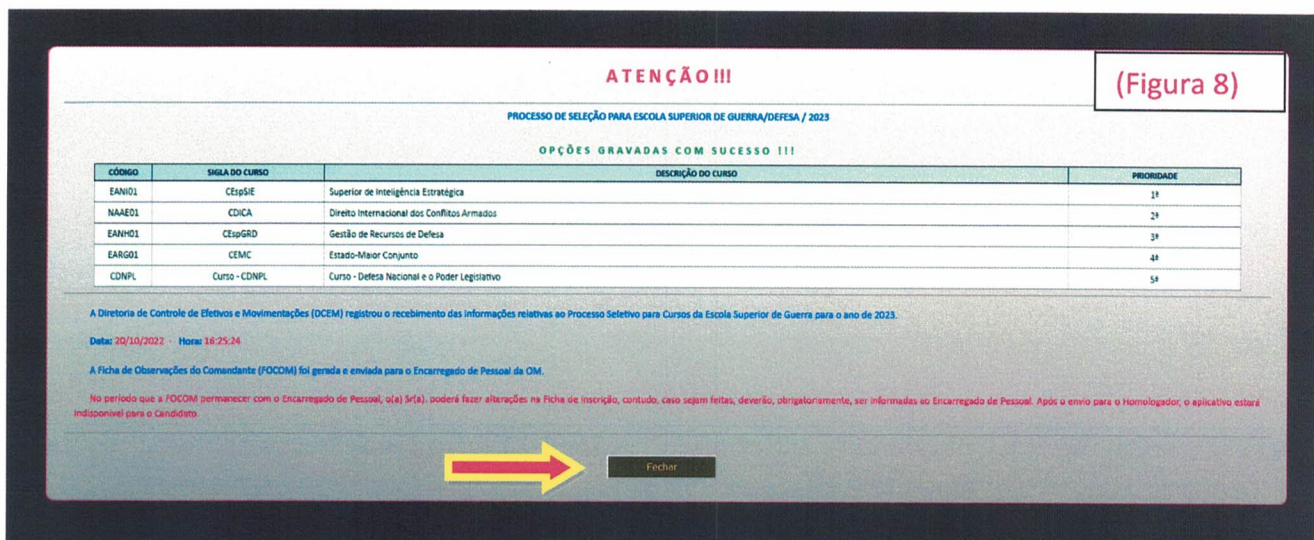 ATENÇÃO!!!
(Figura 8)
PROCESSO DE SELEÇÃO PARA ESCOLA SUPERIOR DE GUERRA/DEFESA / 2023
OPÇÕES GRAVADAS COM SUCESSO !!!
CÓDIGO SIGLA DO CURSO DESCRIÇÃO DO CURSO PRIORIDADE
EANI01 CEspSIE Superior de Inteligência Estratégica 1ª
NAAE01 CDICA Direito Internacional dos Conflitos Armados 2ª
EANH01 CEspGRD Gestão de Recursos de Defesa 3ª
EARG01 CEMC Estado-Maior Conjunto 4ª
CDNPL Curso - CDNPL Curso - Defesa Nacional e o Poder Legislativo 5ª
A Diretoria de Controle de Efetivos e Movimentações (DCEM) registrou o recebimento das informações relativas ao Processo Seletivo para Cursos da Escola Superior de Guerra para o ano de 2023.
Data: 20/10/2022 - Hora: 16:25:24
A Ficha de Observações do Comandante (FOCOM) foi gerada e enviada para o Encarregado de Pessoal da OM.
No período que a FOCOM permanecer com o Encarregado de Pessoal, o(a) Sr(a). poderá fazer alterações na Ficha de Inscrição, contudo, caso sejam feitas, deverão, obrigatoriamente, ser informadas ao Encarregado de Pessoal. Após o envio para o Homologador, o aplicativo estará
indisponível para o Candidato.
Fechar